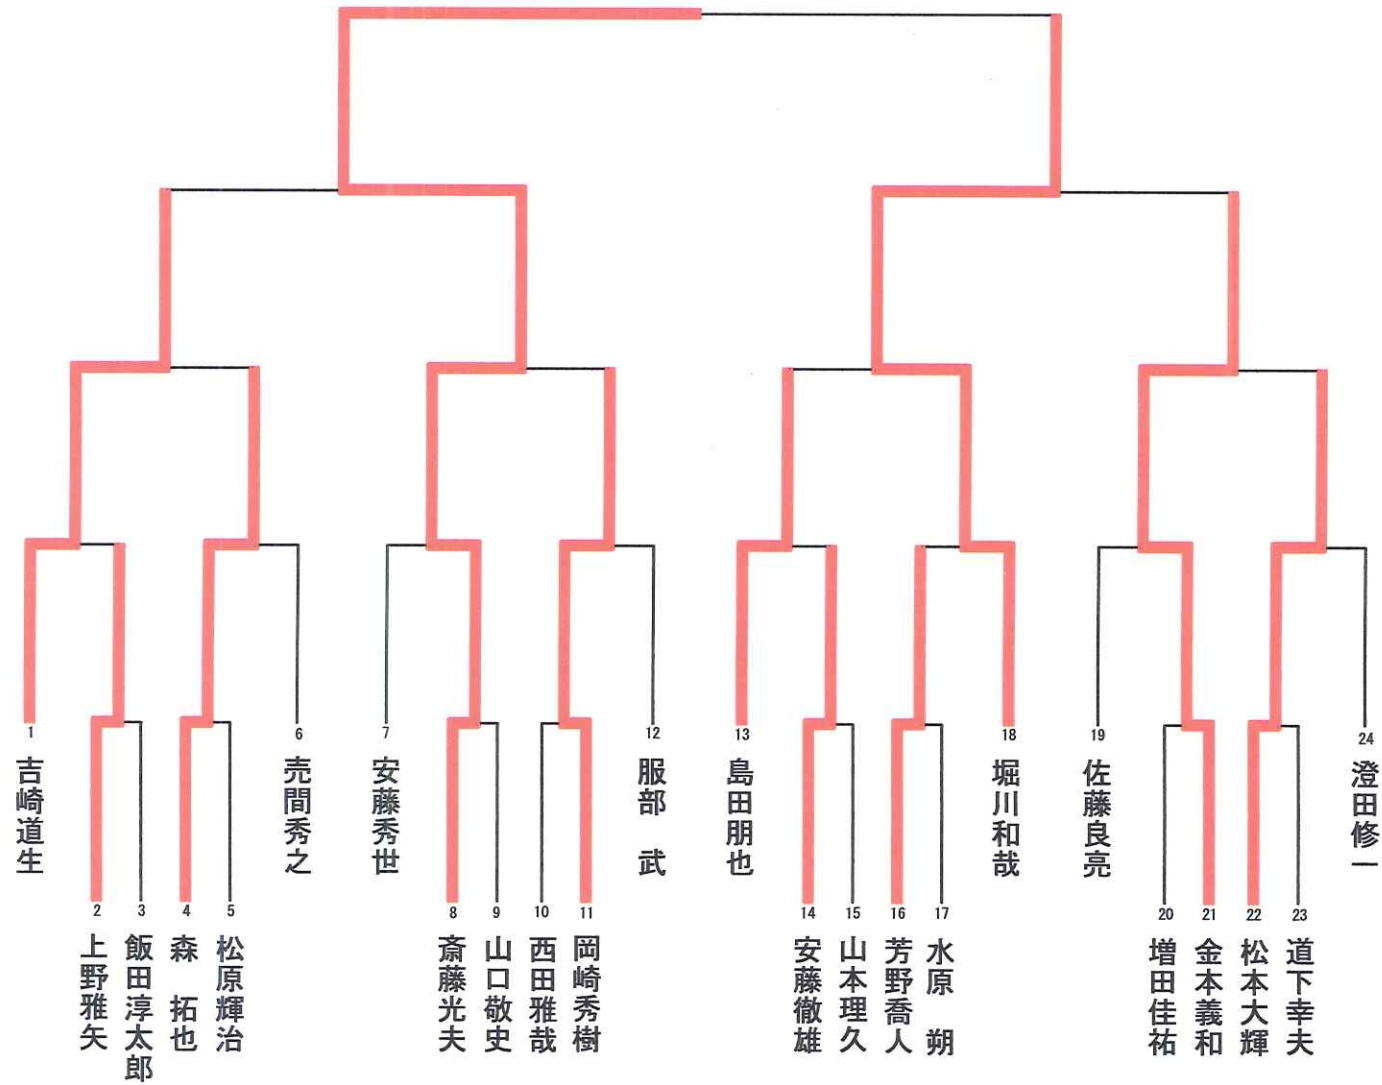 1
吉崎道生
2
上野雅矢
3
飯田淳太郎
4
森　拓也
5
松原輝治
6
売間秀之
7
安藤秀世
8
斎藤光夫
9
山口敬史
10
西田雅哉
11
岡崎秀樹
12
服部　武
13
島田朋也
14
安藤徹雄
15
山本理久
16
芳野喬人
17
水原　朔
18
堀川和哉
19
佐藤良亮
20
増田佳祐
21
金本義和
22
松本大輝
23
道下幸夫
24
澄田修一